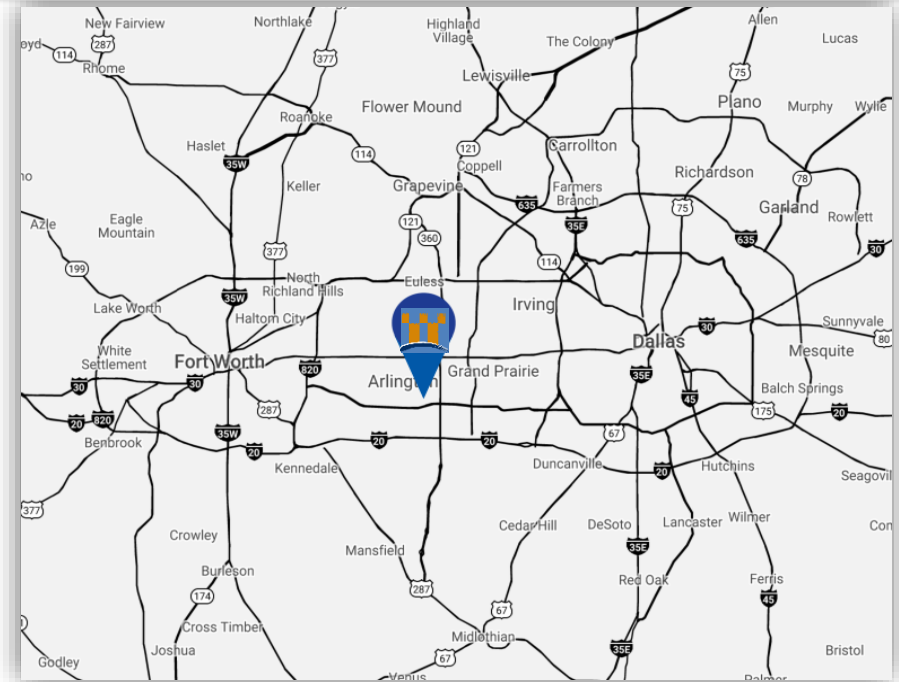 New Fairview
Northlake
Highland
Village
Allen
287
377
The Colony
Lucas
114
Rhome
Lewisville
75
Plano
Murphy
Wylie
Flower Mound
Roanoke
Haslet
35W
114
121
Carrollton
Coppell
Richardson
78
Keller
Grapevine
Farmers
Branch
635
75
Garland
Rowlett
Azle
Eagle
Mountain
121
360
35E
635
30
377
114
199
North
Richland Hills
Euless
35W
Lake Worth
Haltom City
Irving
Sunnyvale
30
80
White
Settlement
Fort Worth
Dallas
Mesquite
820
Grand Prairie
35E
30
30
Arlington
Balch Springs
45
20
820
287
175
20
Benbrook
35W
20
20
20
67
Kennedale
Duncanville
20
Hutchins
377
Crowley
Cedar Hill
DeSoto
Lancaster
Wilmer
Mansfield
35E
Burleson
287
Red Oak
Ferris
174
67
45
Cross Timber
Midlothian
Joshua
67
35E
Bristol
Godley
Venus
Palmer